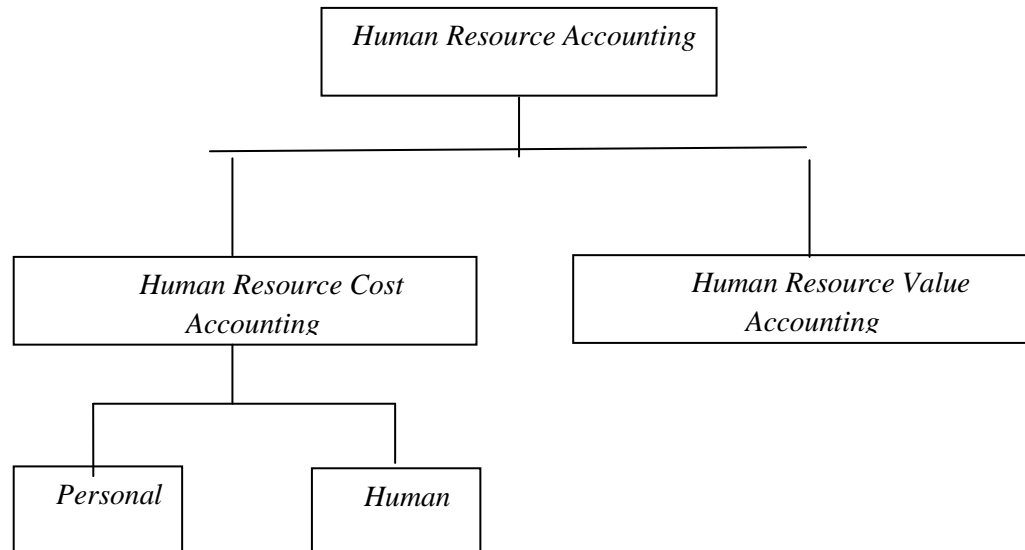 Human Resource Accounting
Human Resource Cost
Accounting
Human Resource Value
Accounting
Personal
Human